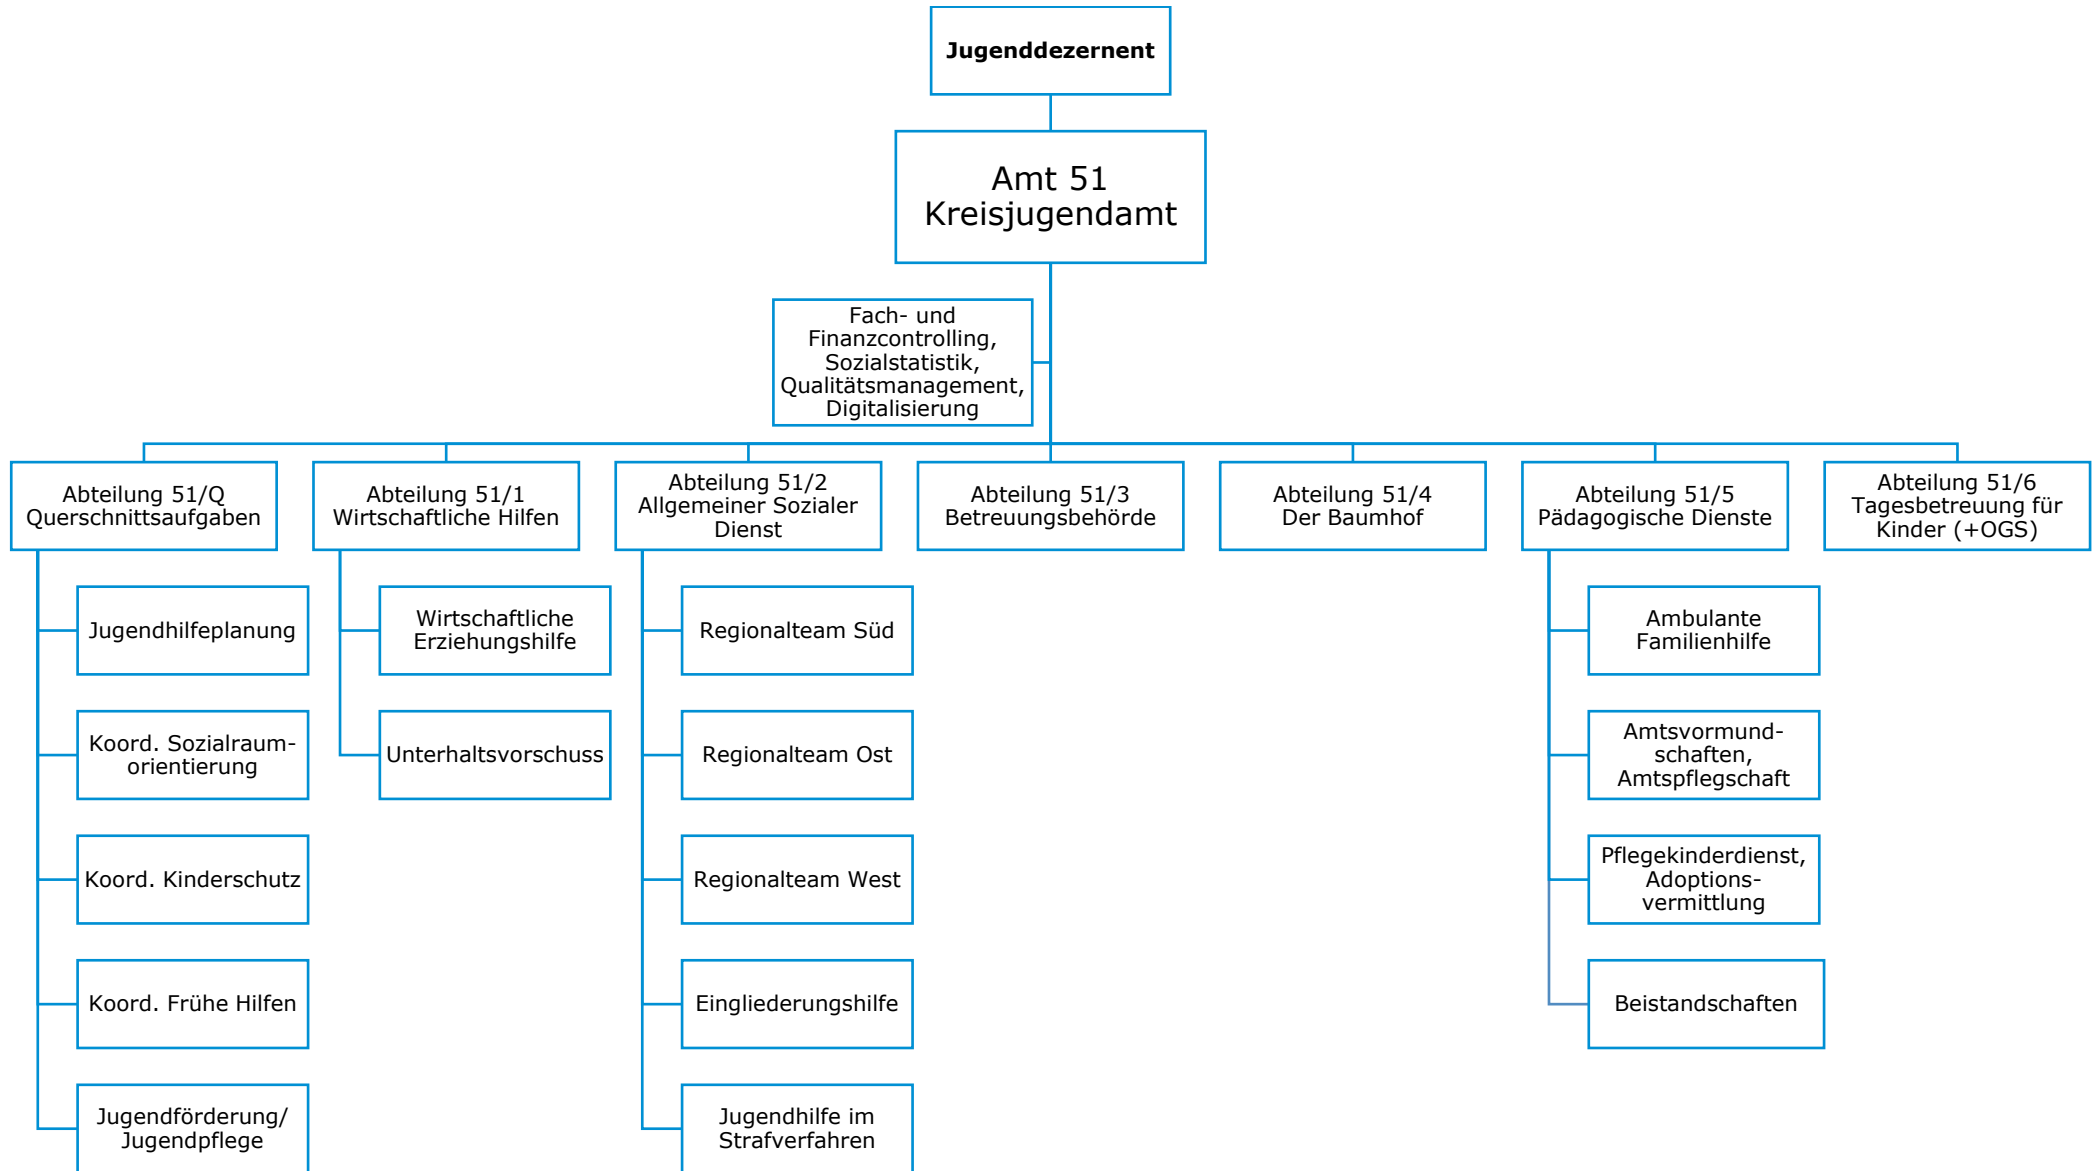 Jugenddezernent
Amt 51
Kreisjugendamt
Fach- und
Finanzcontrolling,
Sozialstatistik,
Qualitätsmanagement,
Digitalisierung
Abteilung 51/Q
Querschnittsaufgaben
Abteilung 51/1
Wirtschaftliche Hilfen
Abteilung 51/2
Allgemeiner Sozialer
Dienst
Abteilung 51/3
Betreuungsbehörde
Abteilung 51/4
Der Baumhof
Abteilung 51/5
Pädagogische Dienste
Abteilung 51/6
Tagesbetreuung für
Kinder (+OGS)
Jugendhilfeplanung
Koord. Sozialraum-
orientierung
Koord. Kinderschutz
Koord. Frühe Hilfen
Jugendförderung/
Jugendpflege
Wirtschaftliche
Erziehungshilfe
Unterhaltsvorschuss
Regionalteam Süd
Regionalteam Ost
Regionalteam West
Eingliederungshilfe
Jugendhilfe im
Strafverfahren
Ambulante
Familienhilfe
Amtsvormund-
schaften,
Amtspflegschaft
Pflegekinderdienst,
Adoptions-
vermittlung
Beistandschaften